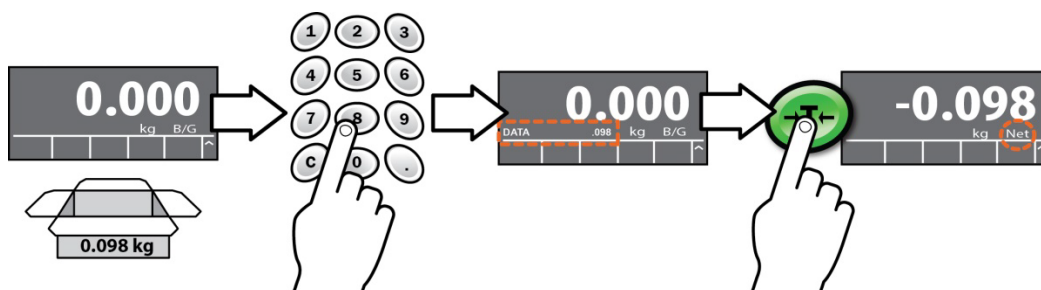 0.000
kg B/G
0.098 kg
1 2 3
4 5 6
7 8 9
C 0 .
0.000
DATA .098 kg B/G
T
-0.098
kg Net